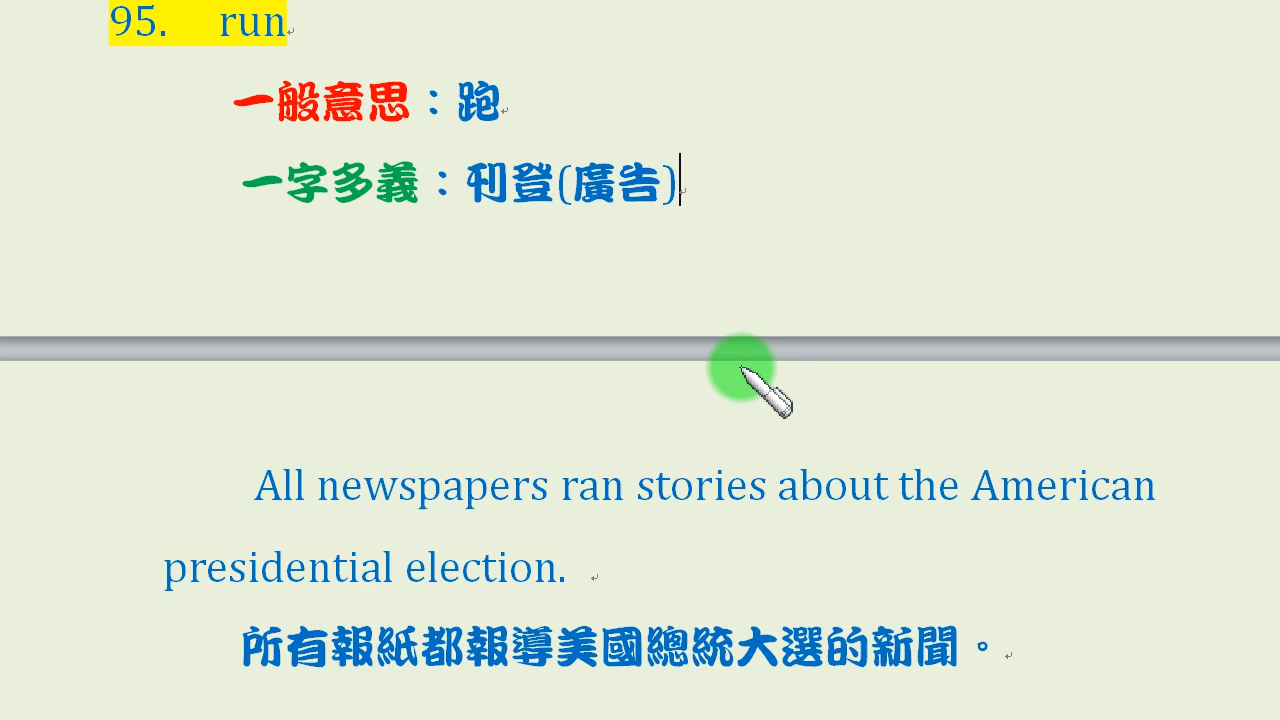 95. run
一般意思：跑
一字多義：刊登(廣告)
All newspapers ran stories about the American
presidential election.
所有報紙都報導美國總統大選的新聞。